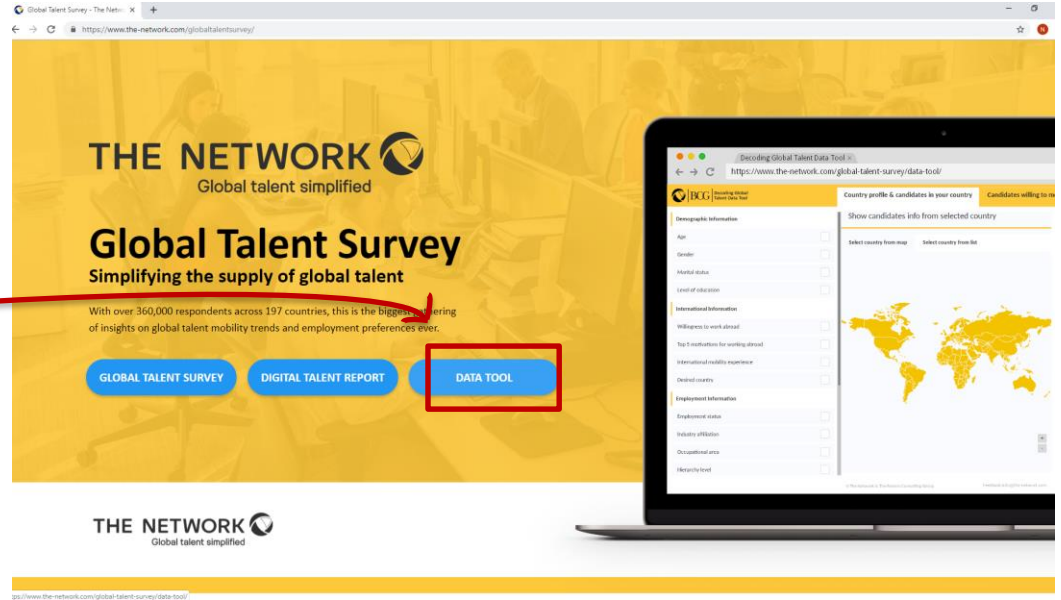 Global Talent Survey - The Netw
https://www.the-network.com/globaltalentsurvey/
N
THE NETWORK
Global talent simplified
Global Talent Survey
Simplifying the supply of global talent
With over 360,000 respondents across 197 countries, this is the biggest gathering
of insights on global talent mobility trends and employment preferences ever.
GLOBAL TALENT SURVEY
DIGITAL TALENT REPORT
DATA TOOL
Decoding Global Talent Data Tool
https://www.the-network.com/global-talent-survey/data-tool/
BCG
Decoding Global
Talent Data Tool
Country profile & candidates in your country
Candidates willing to m
Demographic Information
Age
Gender
Marital status
Level of education
International Information
Willingness to work abroad
Top 5 motivations for working abroad
International mobility experience
Desired country
Employment Information
Employment status
Industry affiliation
Occupational area
Hierarchy level
Show candidates info from selected country
Select country from map
Select country from list
THE NETWORK
Global talent simplified
tps://www.the-network.com/global-talent-survey/data-tool/